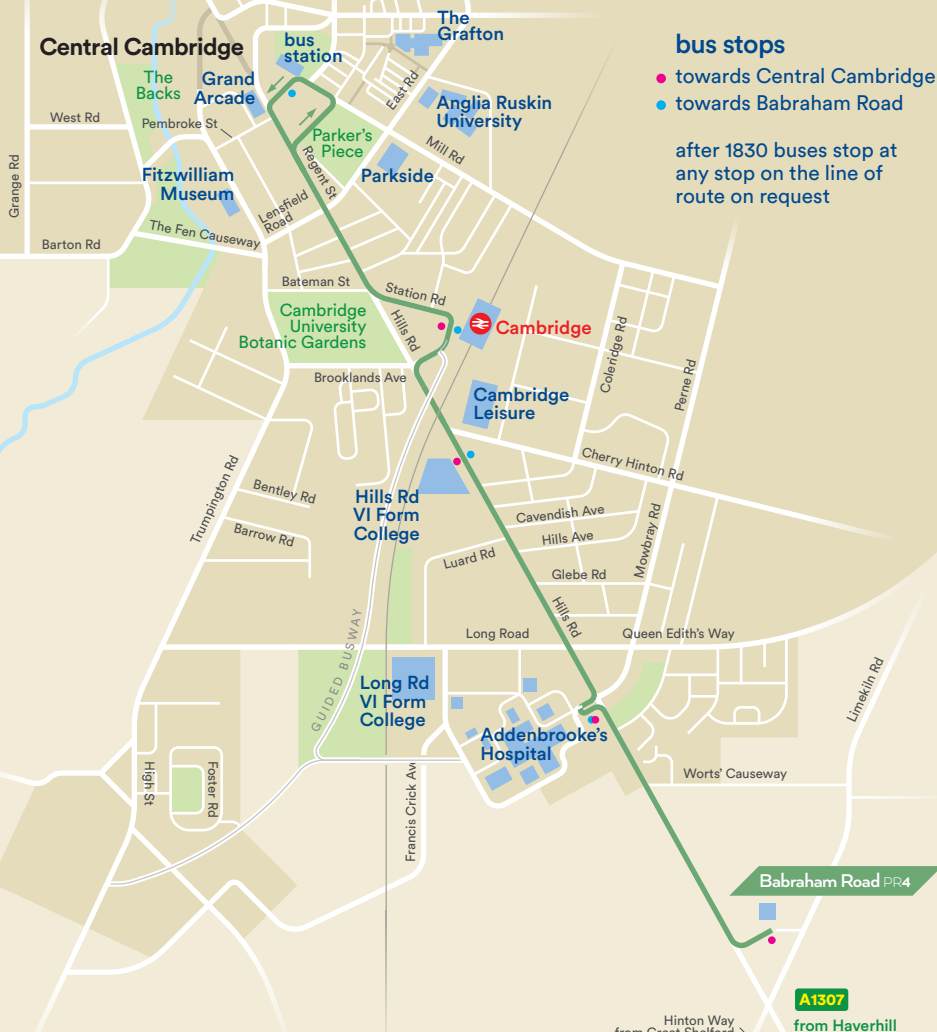 Central Cambridge
bus
station
The
Grafton
bus stops
towards Central Cambridge
towards Babraham Road
after 1830 buses stop at
any stop on the line of
route on request
The
Backs
Grand
Arcade
East Rd
Anglia Ruskin
University
West Rd
Pembroke St
Parker's
Piece
Mill Rd
Grange Rd
Fitzwilliam
Museum
Regent St
Parkside
Lensfield
Road
The Fen Causeway
Barton Rd
Bateman St
Station Rd
Cambridge
University
Botanic Gardens
Hills Rd
Cambridge
Coleridge Rd
Perne Rd
Brooklands Ave
Cambridge
Leisure
Cherry Hinton Rd
Trumpington Rd
Bentley Rd
Barrow Rd
Hills Rd
VI Form
College
Cavendish Ave
Hills Ave
Luard Rd
Glebe Rd
Mowbray Rd
Hills Rd
Long Road
Queen Edith's Way
GUIDED BUSWAY
Long Rd
VI Form
College
Addenbrooke's
Hospital
Limekiln Rd
Worts' Causeway
High St
Foster Rd
Francis Crick Ave
Babraham Road PR4
A1307
from Haverhill
Hinton Way
from Great Shelford